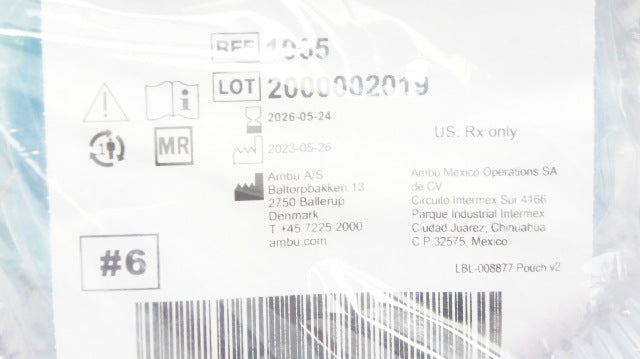 REF
LOT 2000002019
2026-05-24
2023-05-26
US. Rx only
MR
Ambu A/S
Baltorpbakken 13
2750 Ballerup
Denmark
T +45 7225 2000
ambu.com
Ambu Mexico Operations SA
de CV
Circuito Intermex Sur 4166
Parque Industrial Intermex
Ciudad Juarez, Chihuahua
C P 32575, Mexico
#6
LBL-008877 Pouch v2